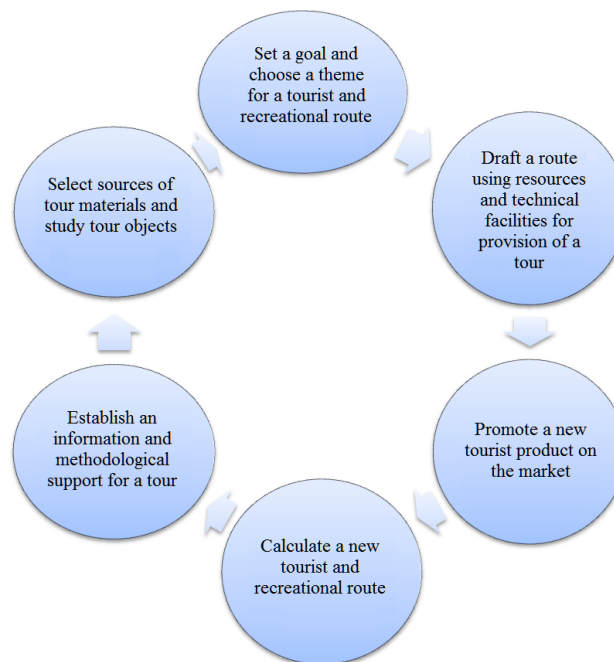 Set a goal and
choose a theme
for a tourist and
recreational route
Draft a route
using resources
and technical
facilities for
provision of a
tour
Promote a new
tourist product on
the market
Calculate a new
tourist and
recreational route
Establish an
information and
methodological
support for a tour
Select sources of
tour materials and
study tour objects